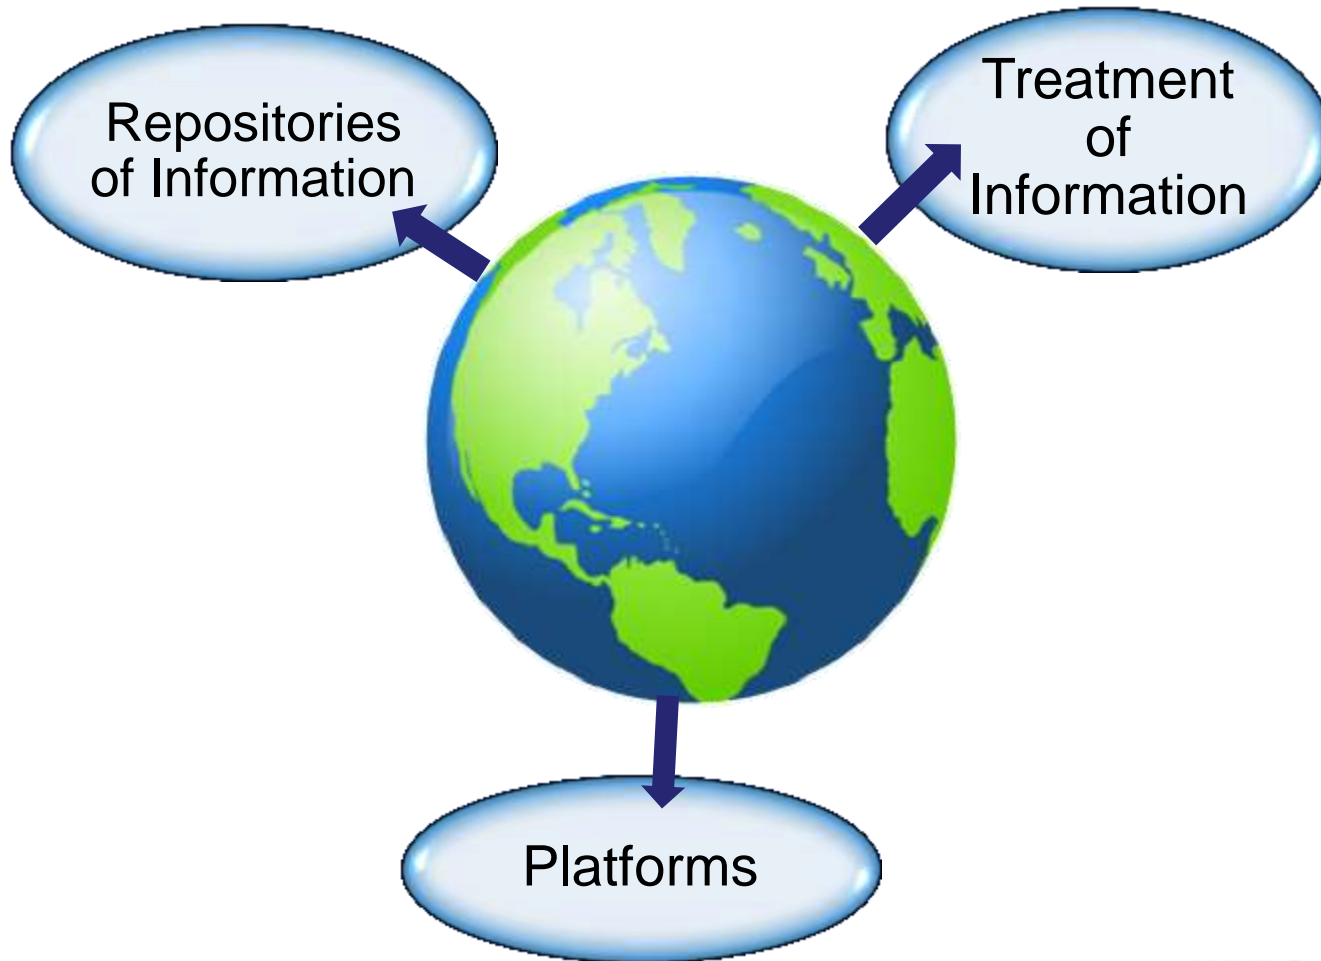 Repositories
of Information
Treatment
of
Information
Platforms